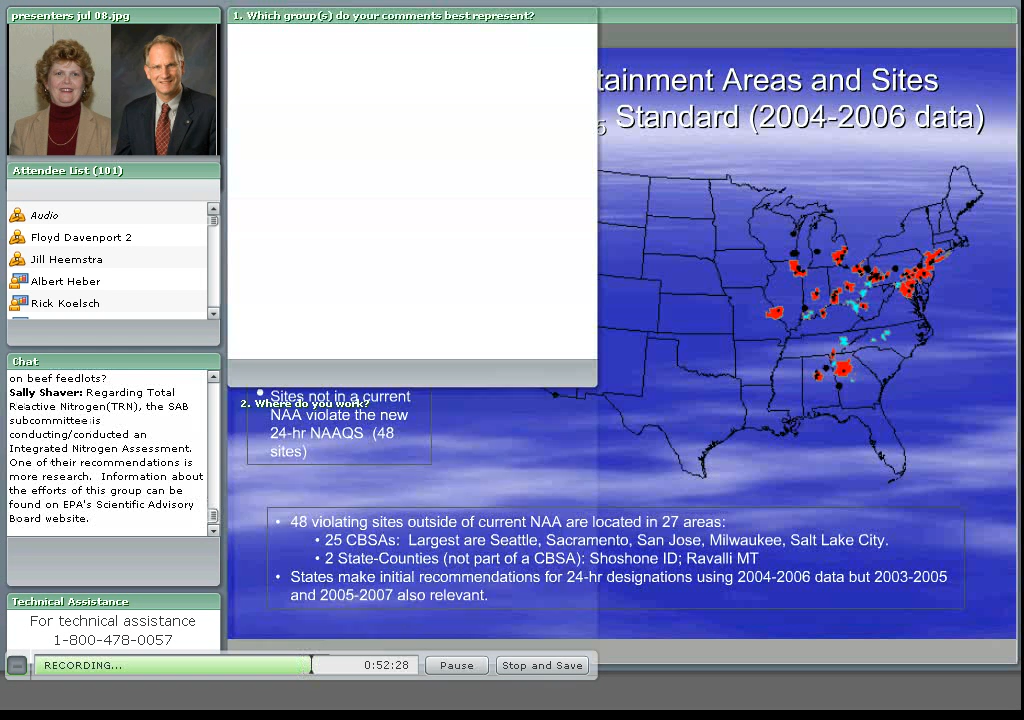 presenters jul 08.jpg
1. Which group(s) do your comments best represent?
tainment Areas and Sites
5 Standard (2004-2006 data)
Attendee List (101)
Audio
Floyd Davenport 2
Jill Heemstra
Albert Heber
Rick Koelsch
Chat
on beef feedlots?
Sally Shaver: Regarding Total
Reactive Nitrogen(TRN), the SAB
subcommittee is
conducting/conducted an
Integrated Nitrogen Assessment.
One of their recommendations is
more research.  Information about
the efforts of this group can be
found on EPA's Scientific Advisory
Board website.
• Sites not in a current
2. Where do you work?
NAA violate the new
24-hr NAAQS  (48
sites)
• 48 violating sites outside of current NAA are located in 27 areas:
• 25 CBSAs:  Largest are Seattle, Sacramento, San Jose, Milwaukee, Salt Lake City.
• 2 State-Counties (not part of a CBSA): Shoshone ID; Ravalli MT
• States make initial recommendations for 24-hr designations using 2004-2006 data but 2003-2005
and 2005-2007 also relevant.
Technical Assistance
For technical assistance
1-800-478-0057
RECORDING...
0:52:28
Pause
Stop and Save